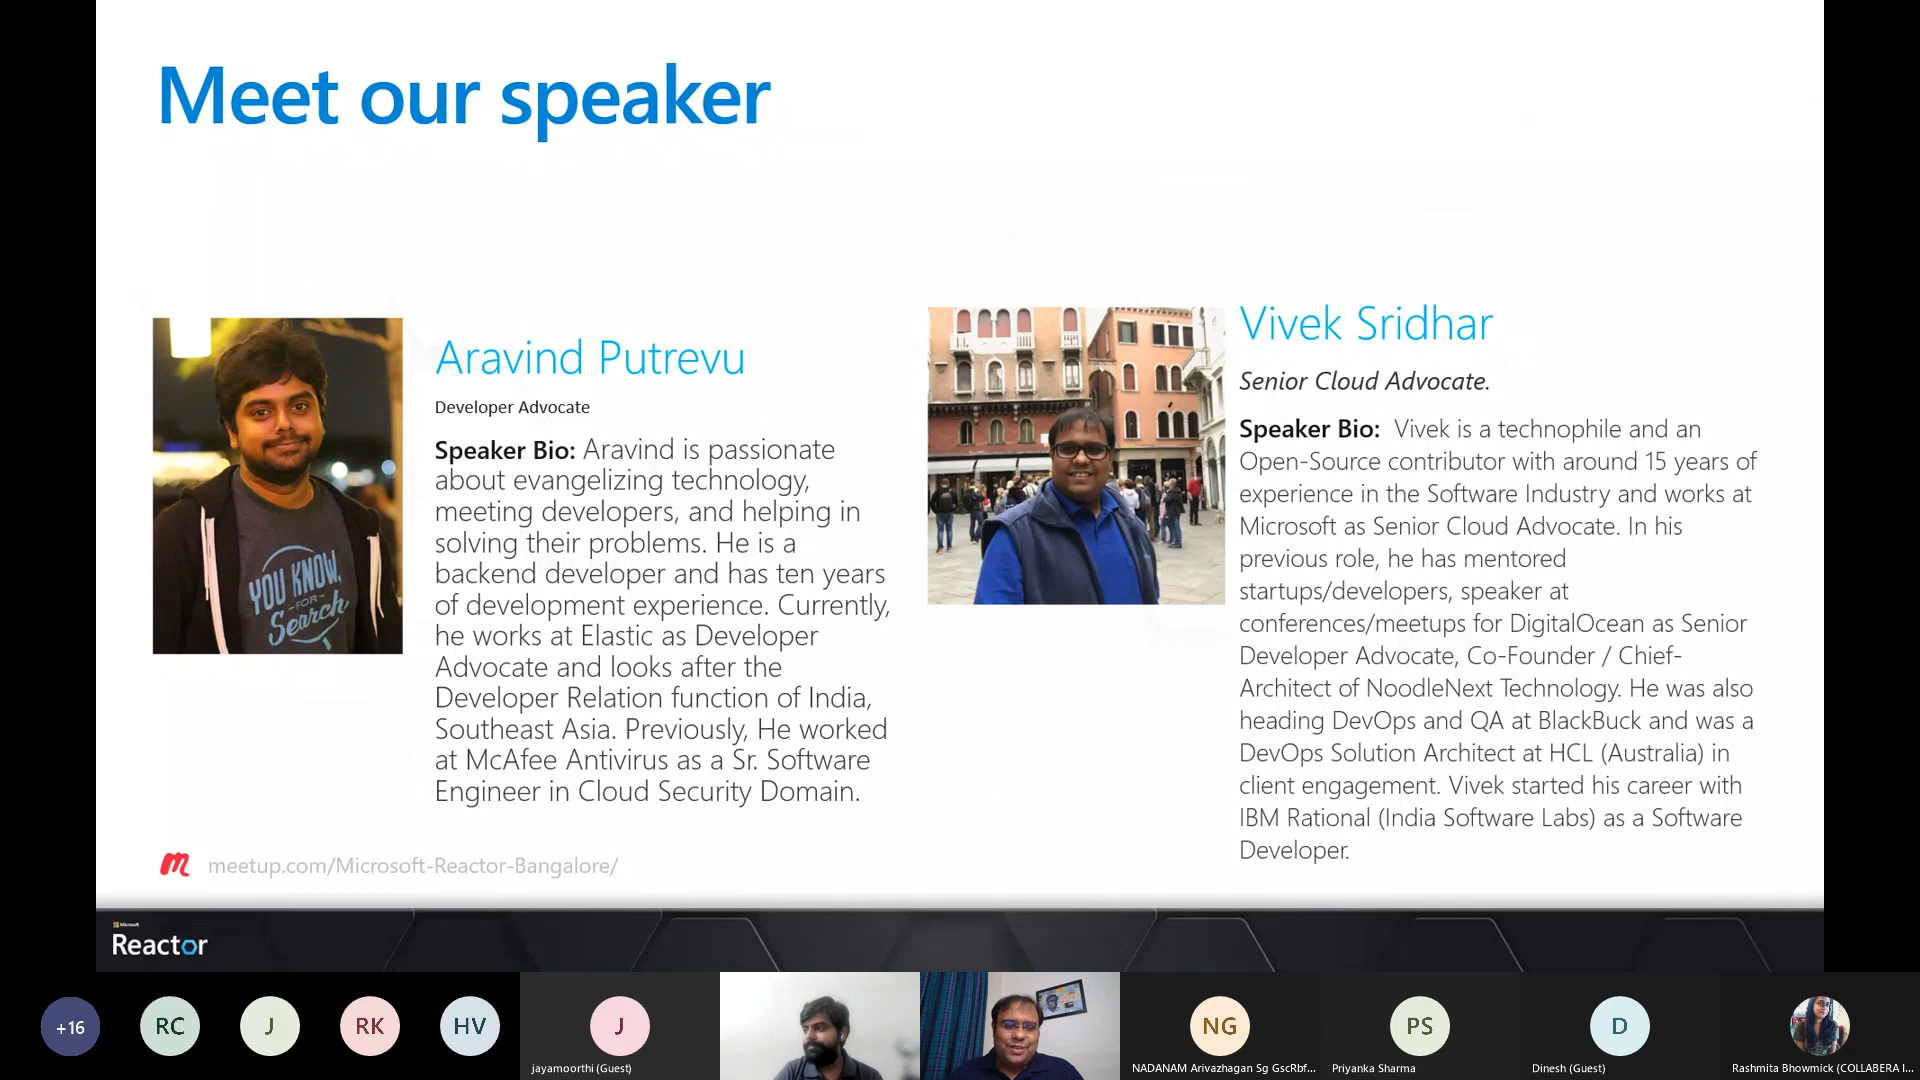 Meet our speaker
Aravind Putrevu
Developer Advocate
Speaker Bio: Aravind is passionate
about evangelizing technology,
meeting developers, and helping in
solving their problems. He is a
backend developer and has ten years
of development experience. Currently,
he works at Elastic as Developer
Advocate and looks after the
Developer Relation function of India,
Southeast Asia. Previously, He worked
at McAfee Antivirus as a Sr. Software
Engineer in Cloud Security Domain.
YOU KNOW,
-FOR-
Search
Vivek Sridhar
Senior Cloud Advocate.
Speaker Bio: Vivek is a technophile and an
Open-Source contributor with around 15 years of
experience in the Software Industry and works at
Microsoft as Senior Cloud Advocate. In his
previous role, he has mentored
startups/developers, speaker at
conferences/meetups for DigitalOcean as Senior
Developer Advocate, Co-Founder / Chief-
Architect of NoodleNext Technology. He was also
heading DevOps and QA at BlackBuck and was a
DevOps Solution Architect at HCL (Australia) in
client engagement. Vivek started his career with
IBM Rational (India Software Labs) as a Software
Developer.
meetup.com/Microsoft-Reactor-Bangalore/
Microsoft
Reactor
+16
RC
J
RK
HV
J
jayamoorthi (Guest)
NG
NADANAM Arivazhagan Sg GscRbf...
PS
Priyanka Sharma
D
Dinesh (Guest)
Rashmita Bhowmick (COLLABERA I...